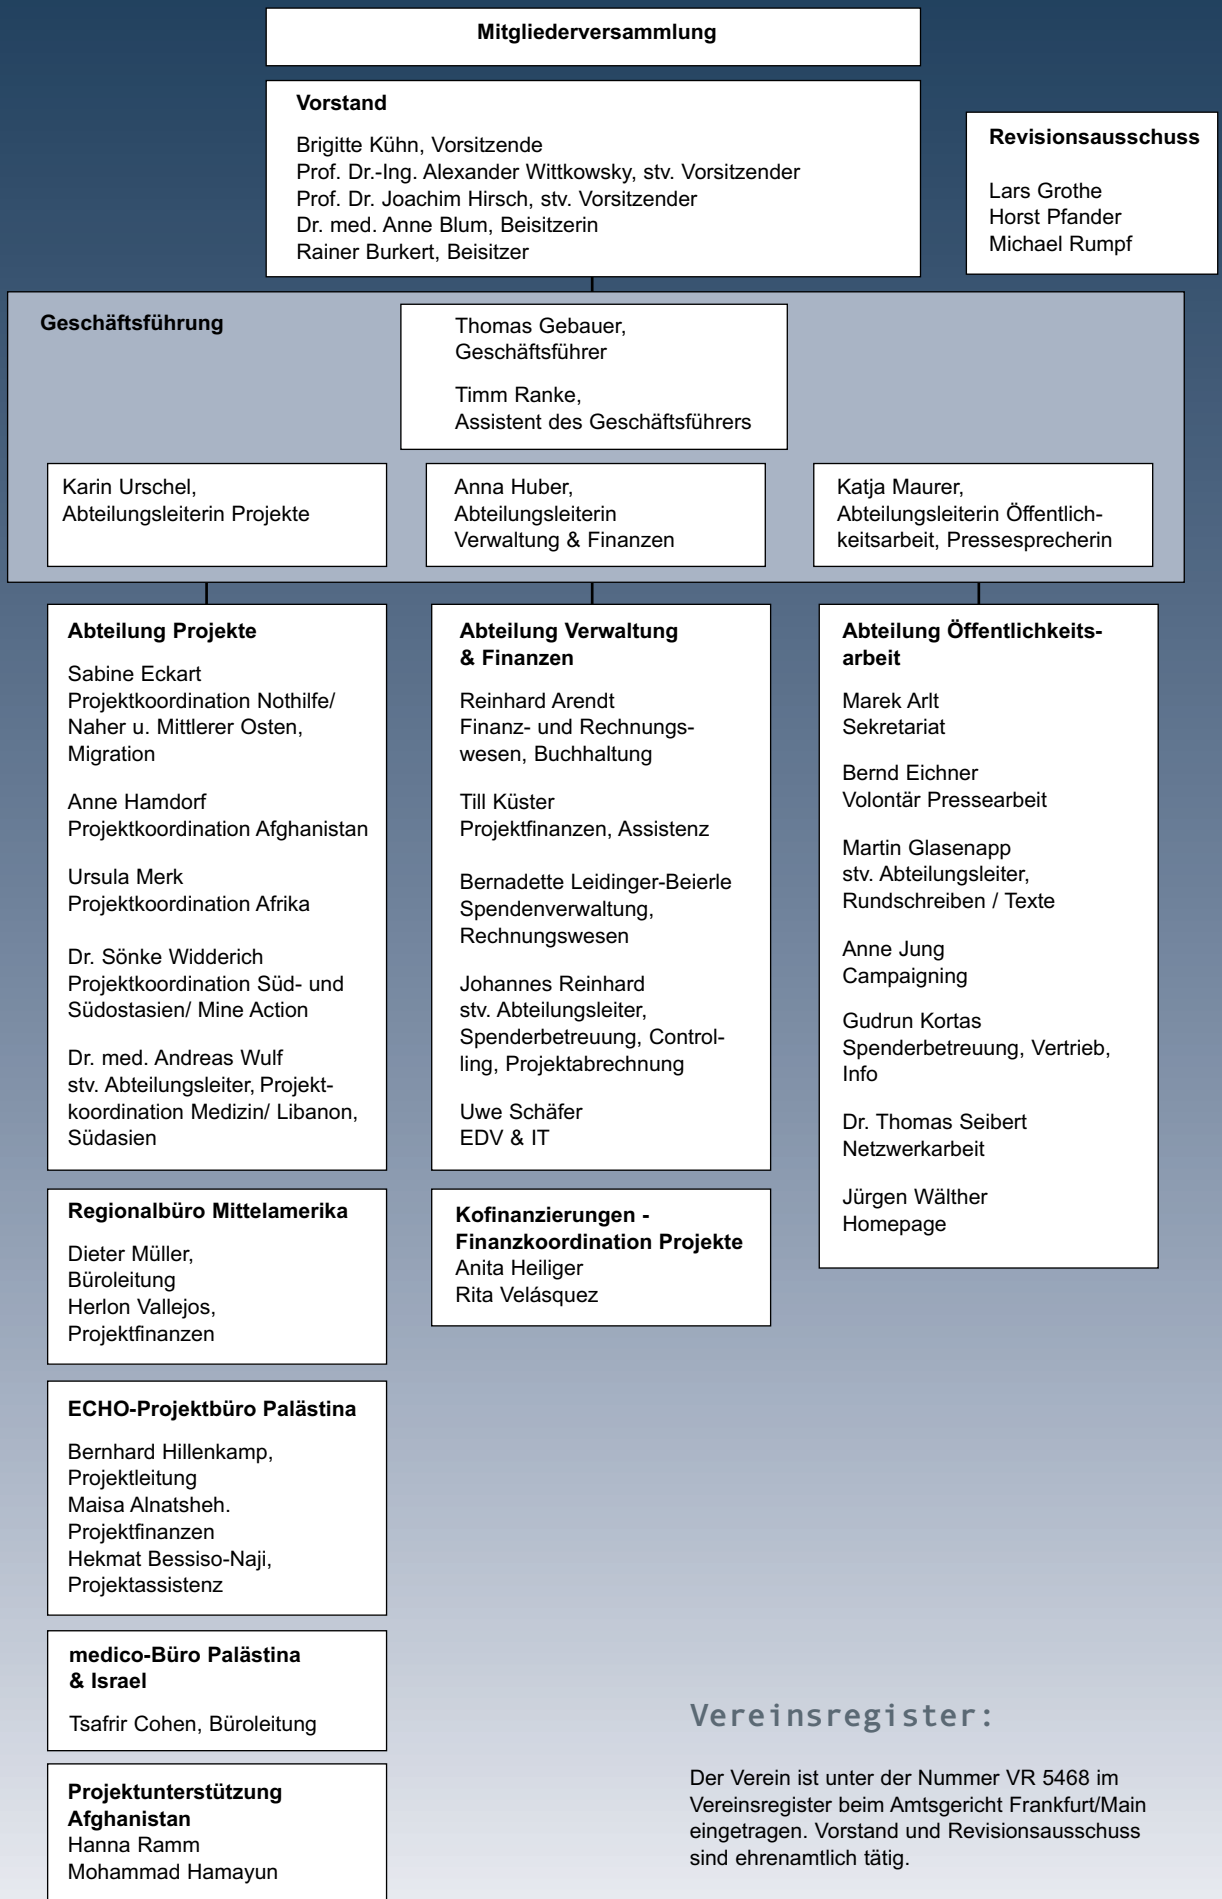 Mitgliederversammlung
Vorstand
Brigitte Kühn, Vorsitzende
Prof. Dr.-Ing. Alexander Wittkowsky, stv. Vorsitzender
Prof. Dr. Joachim Hirsch, stv. Vorsitzender
Dr. med. Anne Blum, Beisitzerin
Rainer Burkert, Beisitzer
Revisionsausschuss
Lars Grothe
Horst Pfander
Michael Rumpf
Geschäftsführung
Thomas Gebauer,
Geschäftsführer
Timm Ranke,
Assistent des Geschäftsführers
Karin Urschel,
Abteilungsleiterin Projekte
Anna Huber,
Abteilungsleiterin
Verwaltung & Finanzen
Katja Maurer,
Abteilungsleiterin Öffentlich-
keitsarbeit, Pressesprecherin
Abteilung Projekte
Sabine Eckart
Projektkoordination Nothilfe/
Naher u. Mittlerer Osten,
Migration
Anne Hamdorf
Projektkoordination Afghanistan
Ursula Merk
Projektkoordination Afrika
Dr. Sönke Widderich
Projektkoordination Süd- und
Südostasien/ Mine Action
Dr. med. Andreas Wulf
stv. Abteilungsleiter, Projekt-
koordination Medizin/ Libanon,
Südasien
Abteilung Verwaltung
& Finanzen
Reinhard Arendt
Finanz- und Rechnungs-
wesen, Buchhaltung
Till Küster
Projektfinanzen, Assistenz
Bernadette Leidinger-Beierle
Spendenverwaltung,
Rechnungswesen
Johannes Reinhard
stv. Abteilungsleiter,
Spenderbetreuung, Control-
ling, Projektabrechnung
Uwe Schäfer
EDV & IT
Abteilung Öffentlichkeits-
arbeit
Marek Arlt
Sekretariat
Bernd Eichner
Volontär Pressearbeit
Martin Glasenapp
stv. Abteilungsleiter,
Rundschreiben / Texte
Anne Jung
Campaigning
Gudrun Kortas
Spenderbetreuung, Vertrieb,
Info
Dr. Thomas Seibert
Netzwerkarbeit
Jürgen Wälther
Homepage
Regionalbüro Mittelamerika
Dieter Müller,
Büroleitung
Herlon Vallejos,
Projektfinanzen
Kofinanzierungen -
Finanzkoordination Projekte
Anita Heiliger
Rita Velásquez
ECHO-Projektbüro Palästina
Bernhard Hillenkamp,
Projektleitung
Maisa Alnatsheh.
Projektfinanzen
Hekmat Bessiso-Naji,
Projektassistenz
medico-Büro Palästina
& Israel
Tsafrir Cohen, Büroleitung
Projektunterstützung
Afghanistan
Hanna Ramm
Mohammad Hamayun
Vereinsregister:
Der Verein ist unter der Nummer VR 5468 im
Vereinsregister beim Amtsgericht Frankfurt/Main
eingetragen. Vorstand und Revisionsausschuss
sind ehrenamtlich tätig.